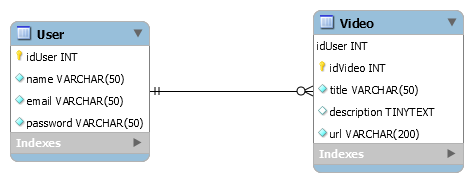 User
idUser INT
name VARCHAR(50)
email VARCHAR(50)
password VARCHAR(50)
Indexes
Video
idUser INT
idVideo INT
title VARCHAR(50)
description TINYTEXT
url VARCHAR(200)
Indexes